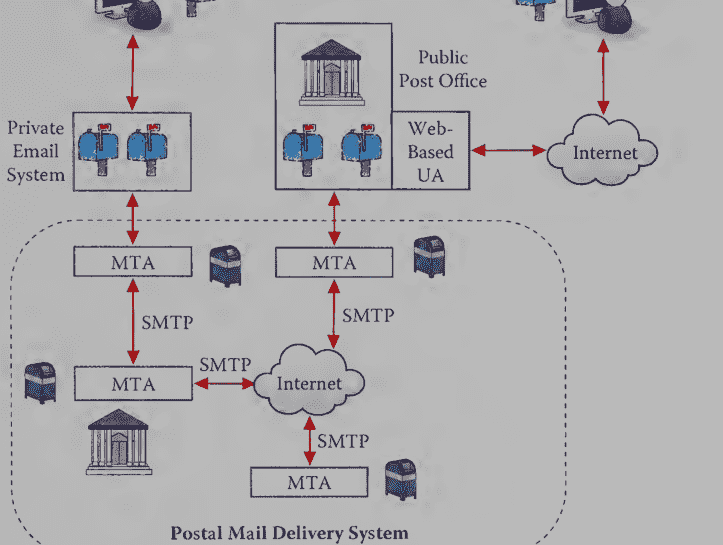 Public
Post Office
Private
Email
System
Web-
Based
UA
Internet
MTA
MTA
SMTP
SMTP
SMTP
MTA
Internet
SMTP
MTA
Postal Mail Delivery System